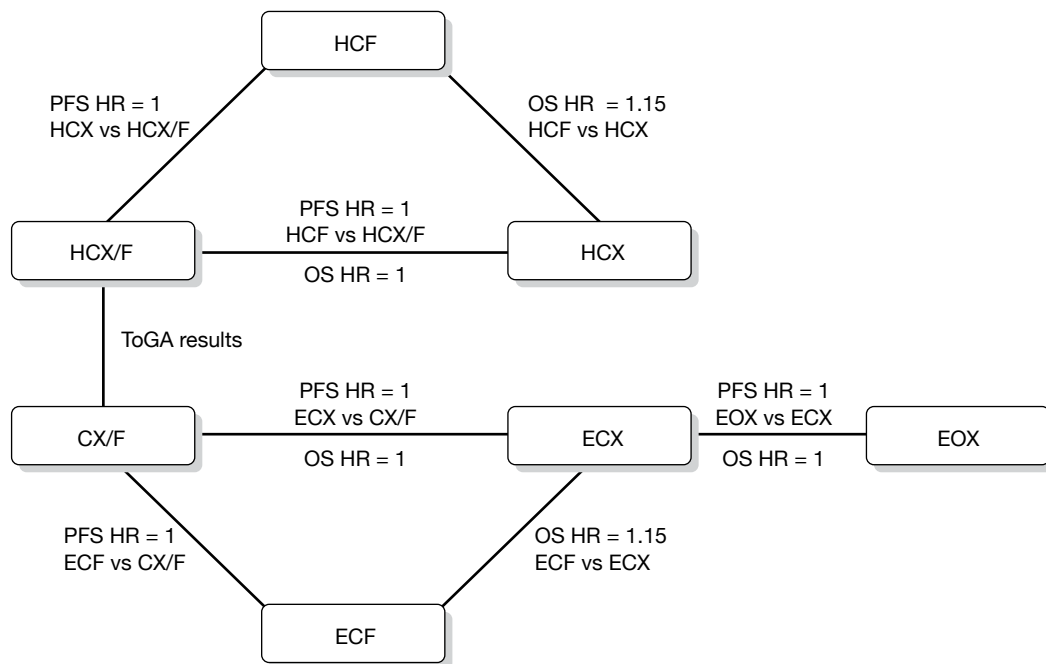 HCF
PFS HR = 1
HCX vs HCX/F
OS HR  = 1.15
HCF vs HCX
PFS HR = 1
HCF vs HCX/F
OS HR = 1
HCX/F
HCX
ToGA results
PFS HR = 1
ECX vs CX/F
OS HR = 1
PFS HR = 1
EOX vs ECX
OS HR = 1
CX/F
ECX
EOX
PFS HR = 1
ECF vs CX/F
OS HR = 1.15
ECF vs ECX
ECF